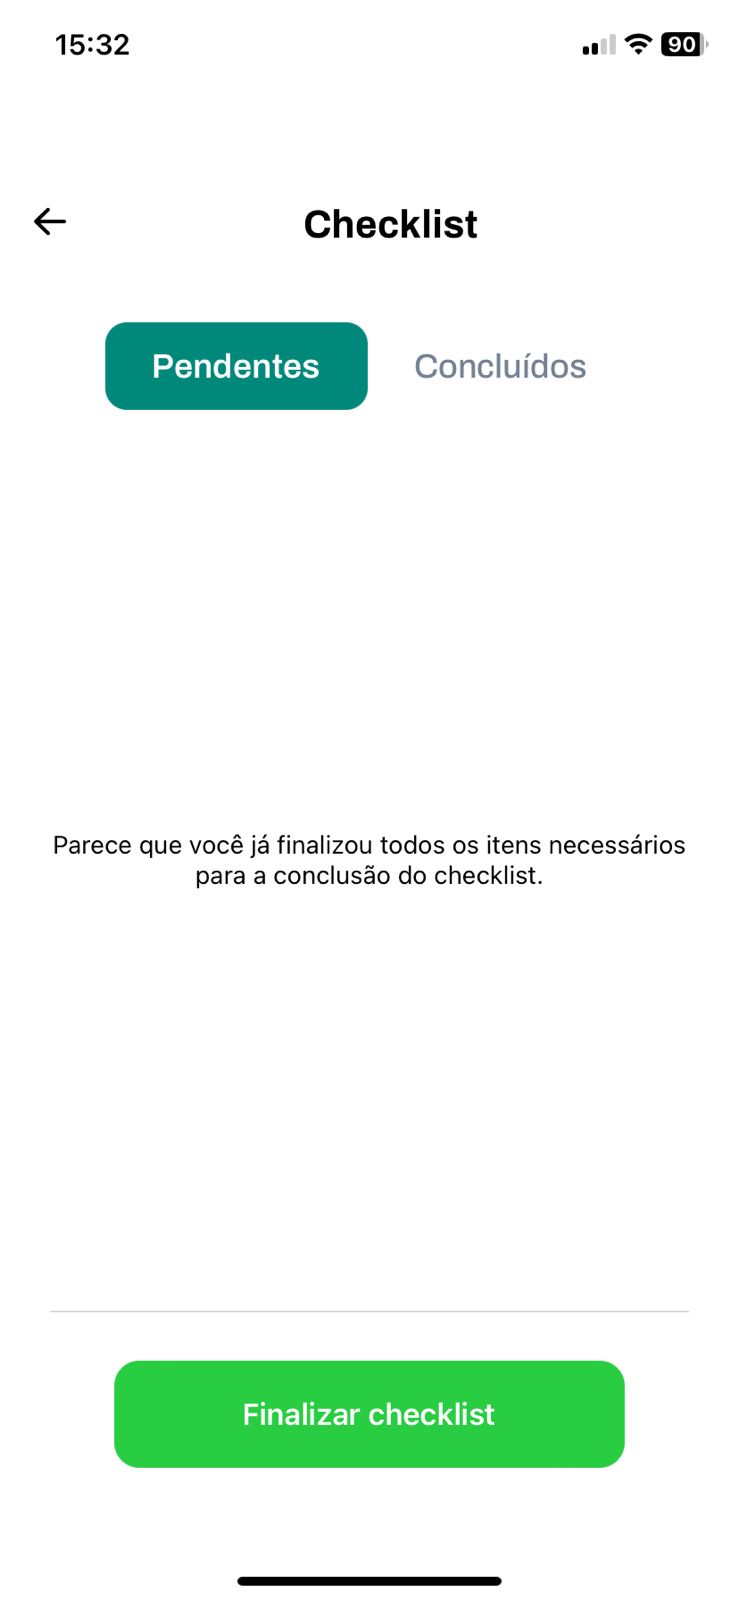 15:32
90
Checklist
Pendentes
Concluídos
Parece que você já finalizou todos os itens necessários
para a conclusão do checklist.
Finalizar checklist